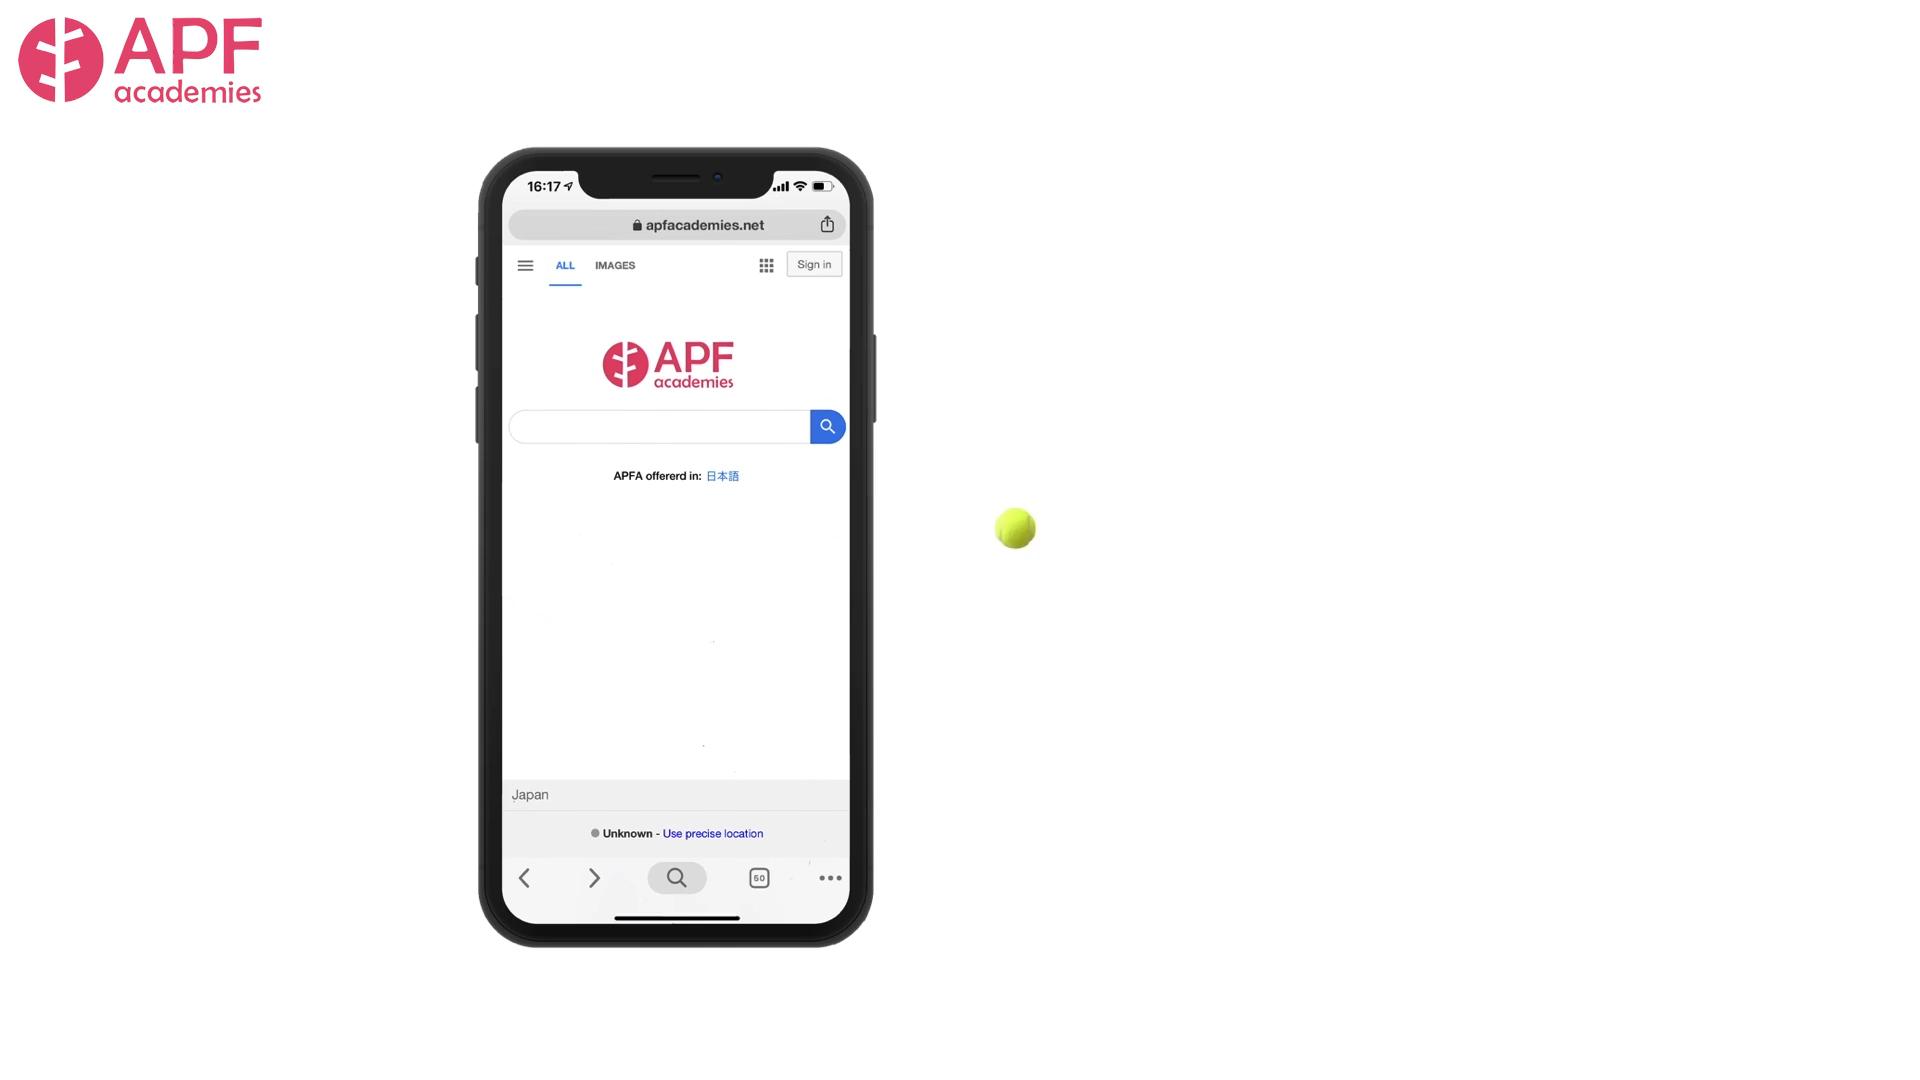 APF
academies
16:17
apfacademies.net
ALL IMAGES Sign in
APF
academies
APFA offererd in: 日本語
Japan
Unknown - Use precise location
50